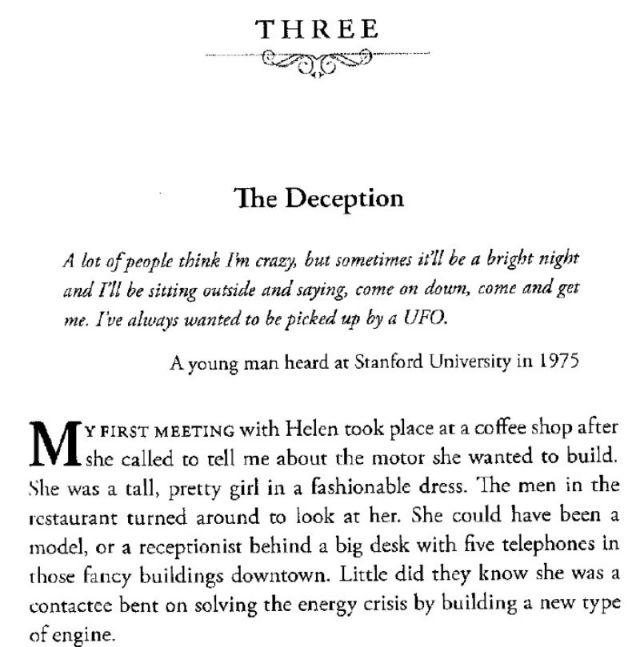 THREE
The Deception
A lot of people think I'm crazy, but sometimes it'll be a bright night
and I'll be sitting outside and saying, come on down, come and get
me. I've always wanted to be picked up by a UFO.
A young man heard at Stanford University in 1975
MY FIRST MEETING with Helen took place at a coffee shop after
she called to tell me about the motor she wanted to build.
She was a tall, pretty girl in a fashionable dress. The men in the
restaurant turned around to look at her. She could have been a
model, or a receptionist behind a big desk with five telephones in
those fancy buildings downtown. Little did they know she was a
contactee bent on solving the energy crisis by building a new type
of engine.